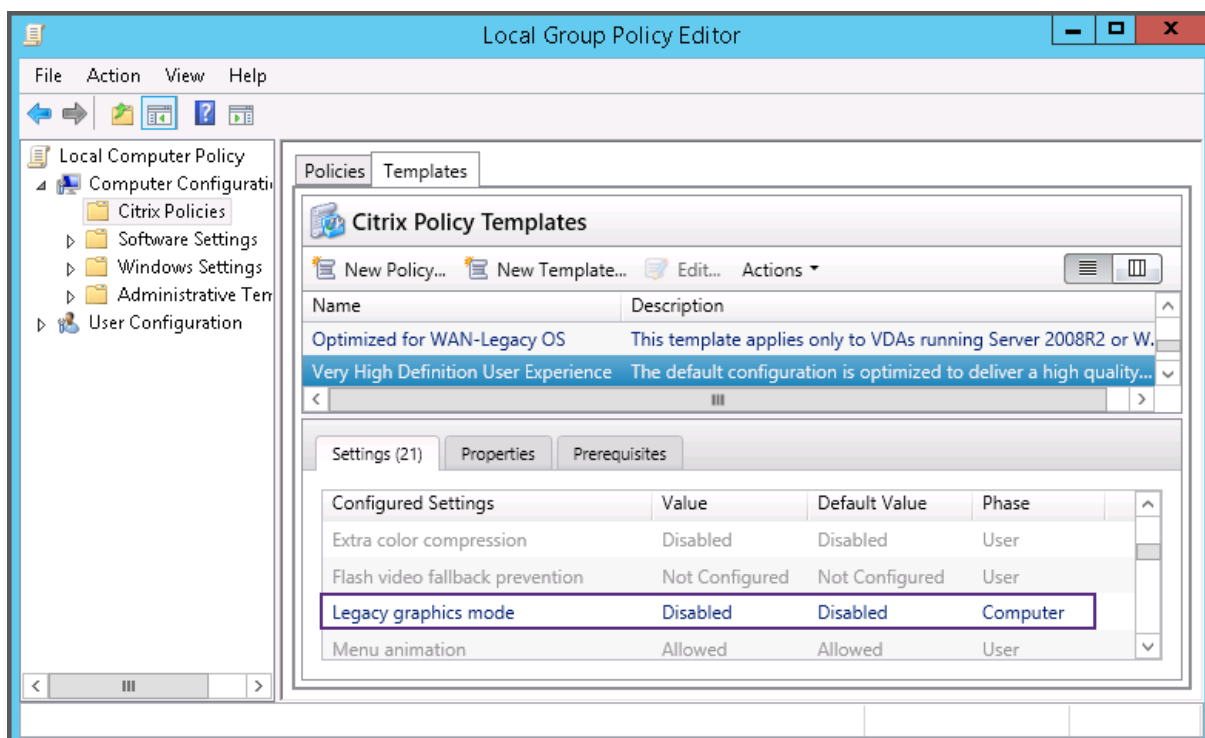 Local Group Policy Editor
File Action View Help
Local Computer Policy
Computer Configurati
Citrix Policies
Software Settings
Windows Settings
Administrative Tem
User Configuration
Policies Templates
Citrix Policy Templates
New Policy... New Template... Edit... Actions
Name Description
Optimized for WAN-Legacy OS This template applies only to VDAs running Server 2008R2 or W.
Very High Definition User Experience The default configuration is optimized to deliver a high quality...
Settings (21) Properties Prerequisites
Configured Settings Value Default Value Phase
Extra color compression Disabled Disabled User
Flash video fallback prevention Not Configured Not Configured User
Legacy graphics mode Disabled Disabled Computer
Menu animation Allowed Allowed User